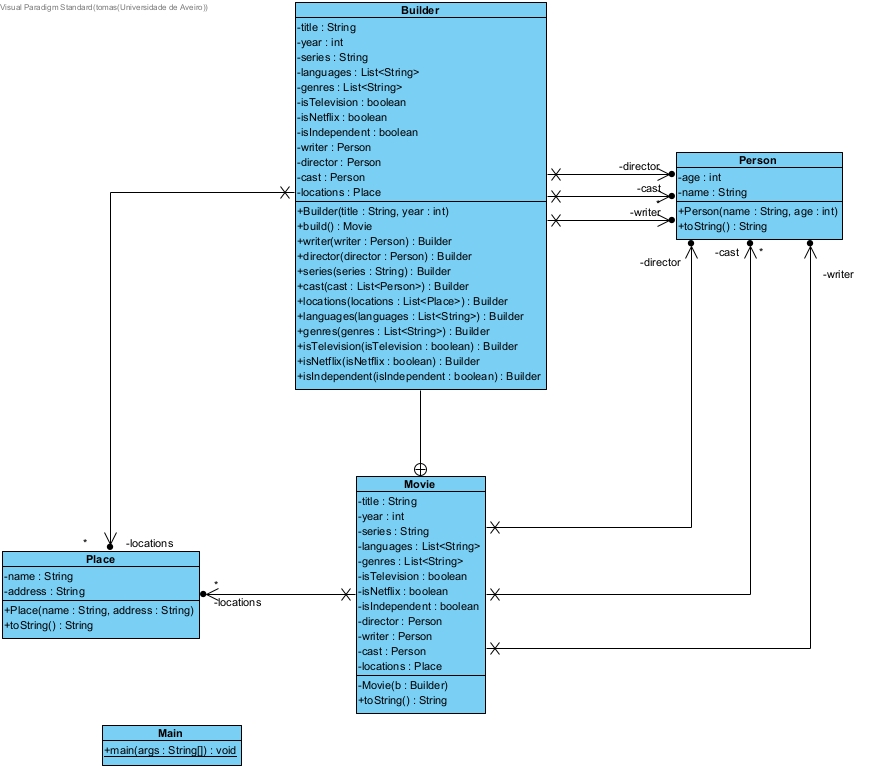 Visual Paradigm Standard(tomas(Universidade de Aveiro))
Builder
-title : String
-year : int
-series : String
-languages : List<String>
-genres : List<String>
-isTelevision : boolean
-isNetflix : boolean
-isIndependent : boolean
-writer : Person
-director : Person
-cast : Person
-locations : Place
+Builder(title : String, year : int)
+build() : Movie
+writer(writer : Person) : Builder
+director(director : Person) : Builder
+series(series : String) : Builder
+cast(cast : List<Person>) : Builder
+locations(locations : List<Place>) : Builder
+languages(languages : List<String>) : Builder
+genres(genres : List<String>) : Builder
+isTelevision(isTelevision : boolean) : Builder
+isNetflix(isNetflix : boolean) : Builder
+isIndependent(isIndependent : boolean) : Builder
-director
-cast
*
-writer
Person
-age : int
-name : String
+Person(name : String, age : int)
+toString() : String
-director
-cast
*
-writer
Movie
-title : String
-year : int
-series : String
-languages : List<String>
-genres : List<String>
-isTelevision : boolean
-isNetflix : boolean
-isIndependent : boolean
-director : Person
-writer : Person
-cast : Person
-locations : Place
-Movie(b : Builder)
+toString() : String
*
-locations
Place
-name : String
-address : String
+Place(name : String, address : String)
+toString() : String
*
-locations
Main
+main(args : String[]) : void